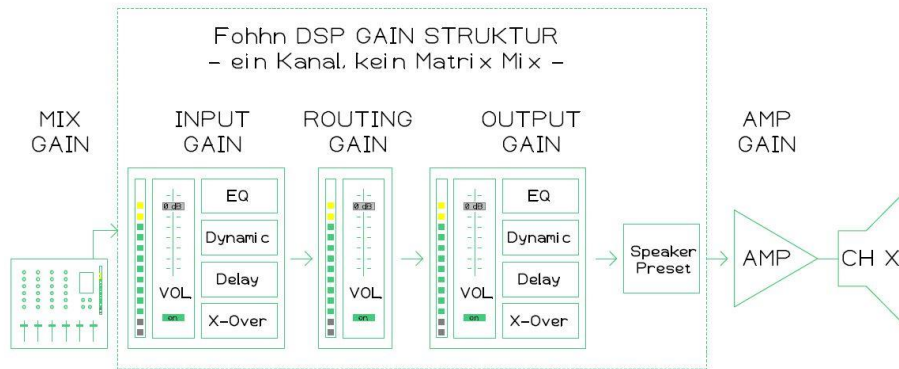 Fohhn DSP GAIN STRUKTUR
- ein Kanal, kein Matrix Mix -
MIX
GAIN
INPUT
GAIN
ROUTING
GAIN
OUTPUT
GAIN
AMP
GAIN
0 dB
VOL
on
EQ
Dynamic
Delay
X-Over
0 dB
VOL
on
0 dB
VOL
on
EQ
Dynamic
Delay
X-Over
Speaker
Preset
AMP
CH X